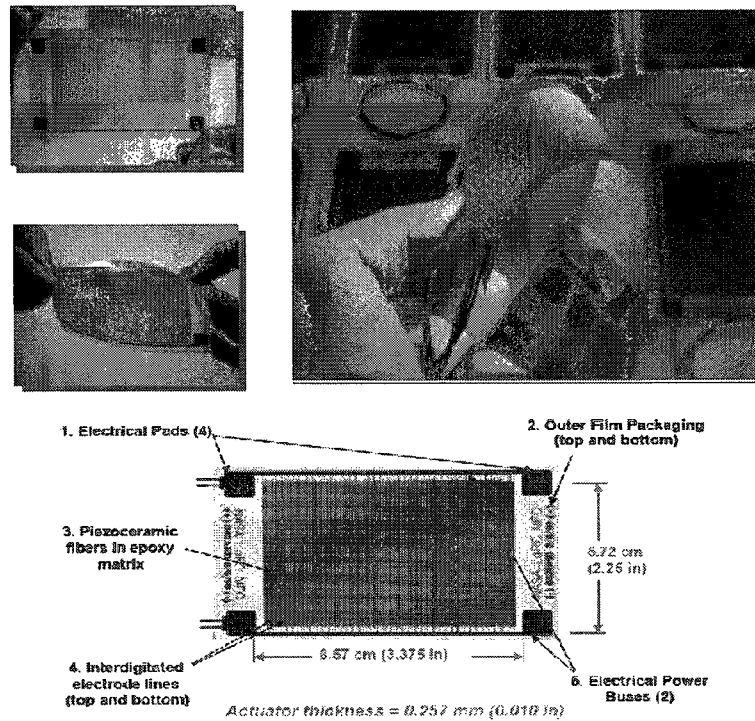 1. Electrical Pads (4)
2. Outer Film Packaging
(top and bottom)
3. Piezoceramic
fibers in epoxy
matrix
5.72 cm
(2.25 in)
8.57 cm (3.375 in)
4. Interdigitated
electrode lines
(top and bottom)
5. Electrical Power
Buses (2)
Actuator thickness = 0.257 mm (0.010 in)